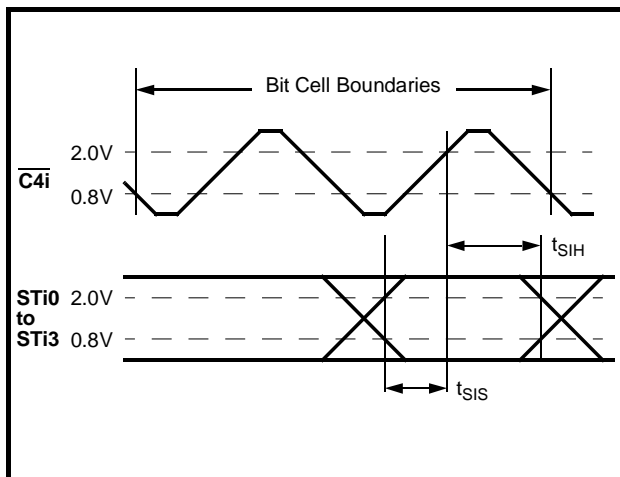 Bit Cell Boundaries
C4i
2.0V
0.8V
tSIH
STi0
to
STi3
2.0V
0.8V
tSIS